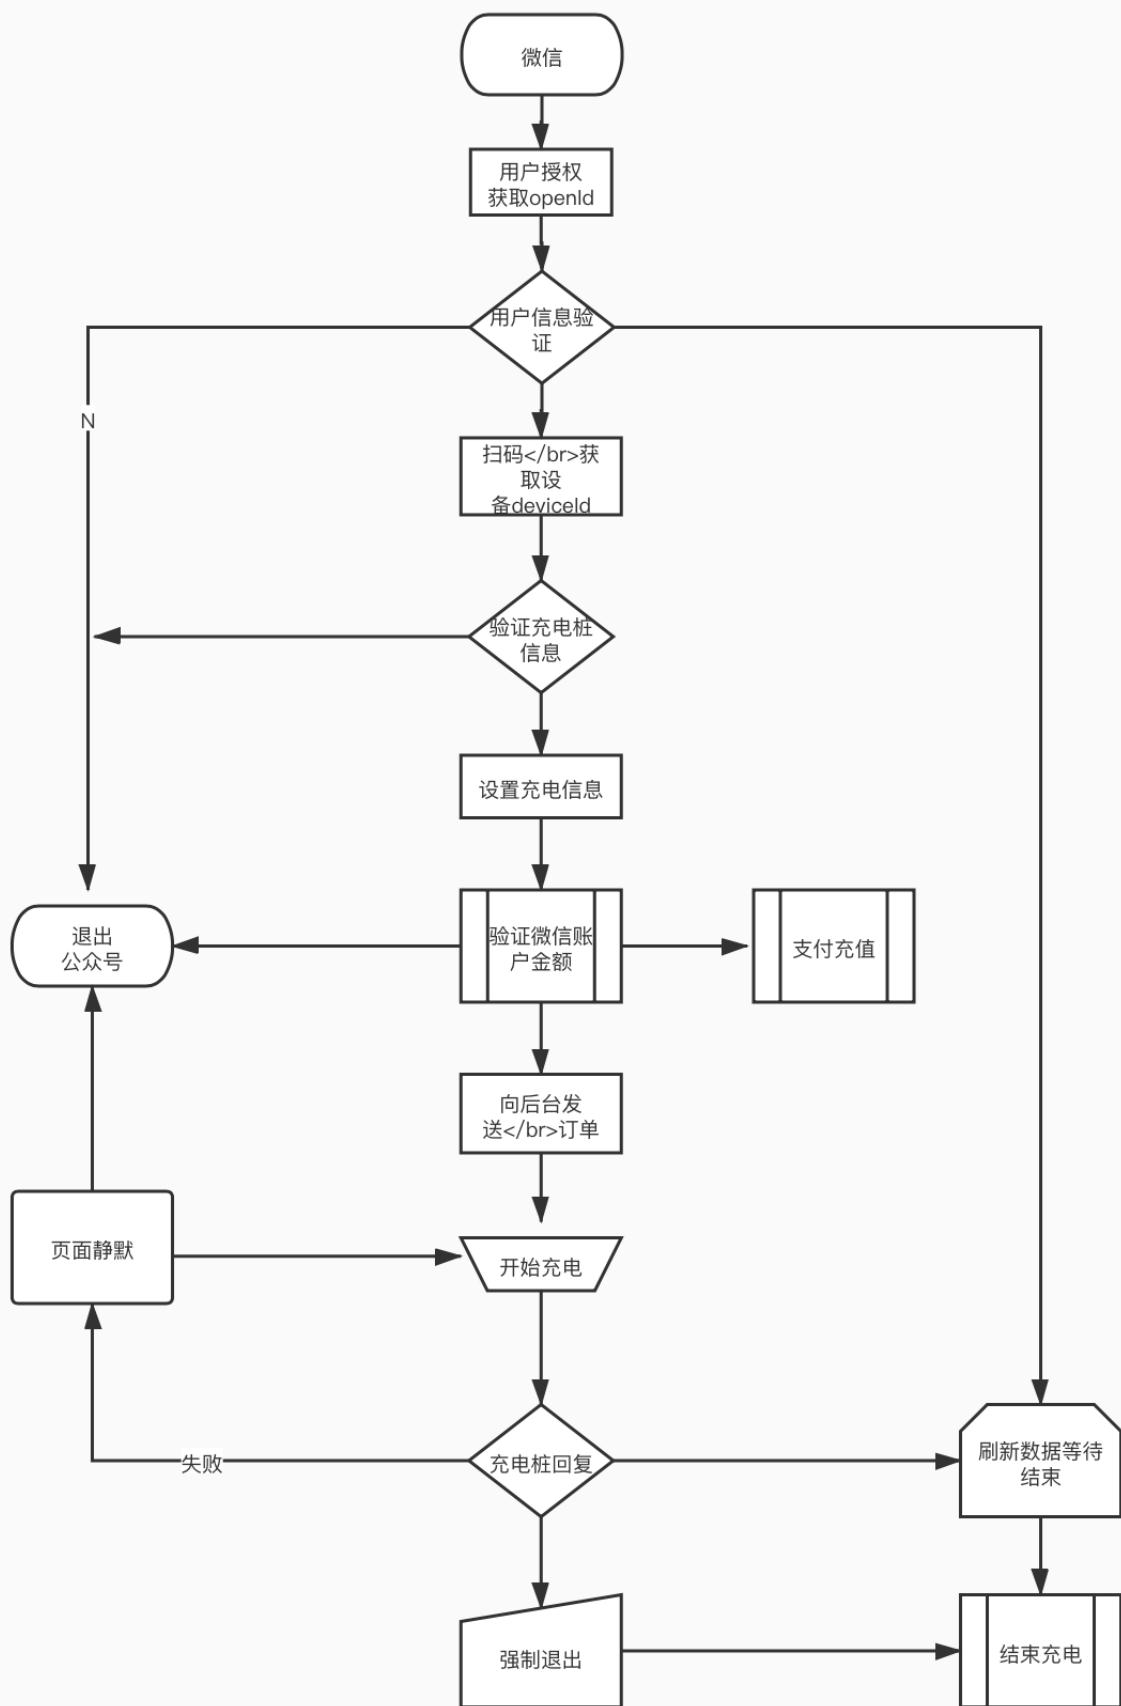 微信
用户授权
获取openId
用户信息验
证
N
扫码</br>获
取设
备deviceId
验证充电桩
信息
设置充电信息
退出
公众号
验证微信账
户金额
支付充值
向后台发
送</br>订单
页面静默
开始充电
失败
充电桩回复
刷新数据等待
结束
强制退出
结束充电